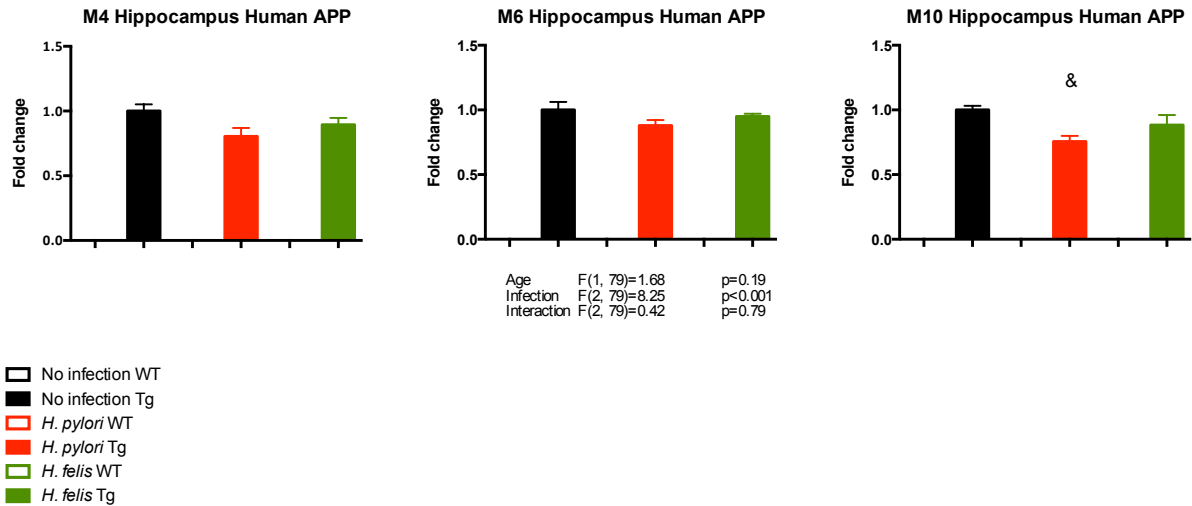 M4 Hippocampus Human APP
1.5
1.0
0.5
0.0
Fold change
M6 Hippocampus Human APP
1.5
1.0
0.5
0.0
Fold change
M10 Hippocampus Human APP
1.5
1.0
0.5
0.0
Fold change
&
Age F(1, 79)=1.68 p=0.19
Infection F(2, 79)=8.25 p<0.001
Interaction F(2, 79)=0.42 p=0.79
No infection WT
No infection Tg
H. pylori WT
H. pylori Tg
H. felis WT
H. felis Tg